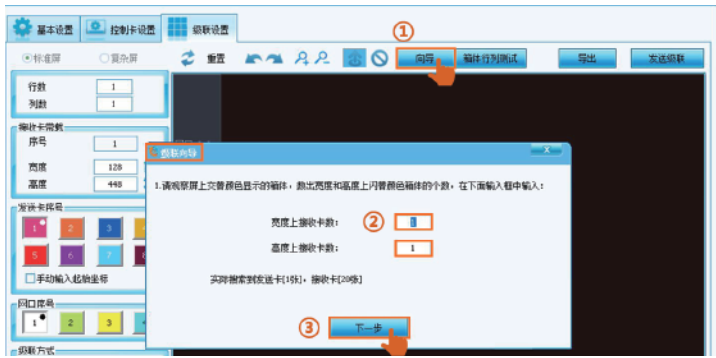 基本设置 控制卡设置 级联设置
①
标准屏 复杂屏 重置 向导 箱体行列测试 导出 发送级联
行数 1
列数 1
接收卡带载
序号 1
宽度 128
高度 448
发送卡序号
1 2 3
5 6 7 8
手动输入起始坐标
网口序号
1 2 3 4
级联方式
级联向导
1.请观察屏上交替颜色显示的箱体，数出宽度和高度上闪替颜色箱体的个数，在下面输入框中输入：
宽度上接收卡数： ② 1
高度上接收卡数： 1
实际搜索到发送卡[1张]，接收卡[20张]
③ 下一步